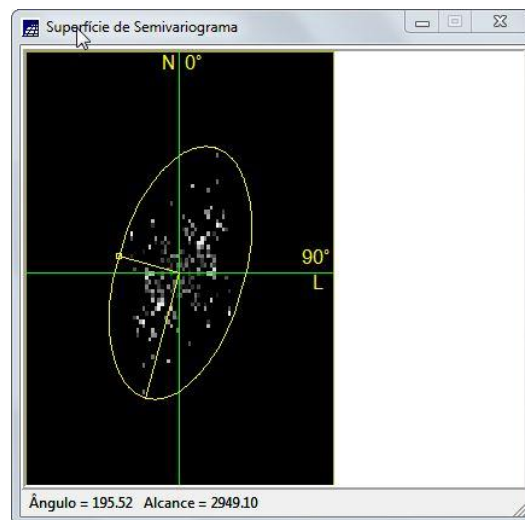 Superfície de Semivariograma
N 0°
90°
L
Ângulo = 195.52 Alcance = 2949.10